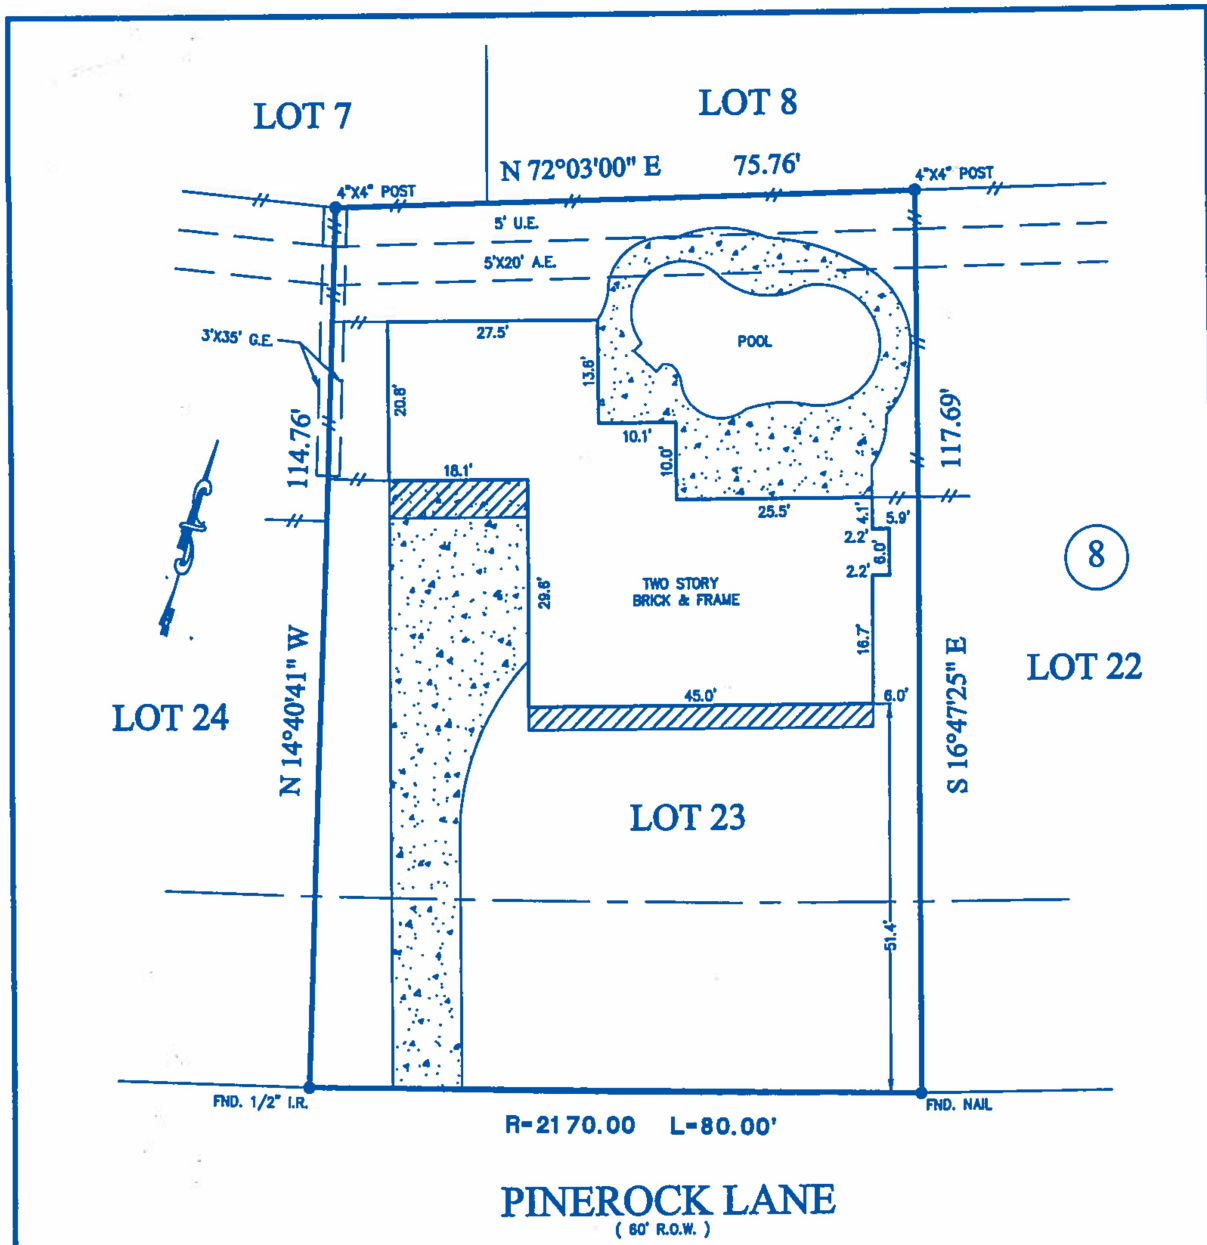 LOT 7
LOT 8
N 72°03'00" E 75.76'
4"X4" POST
4"X4" POST
5' U.E.
5'X20' A.E.
3'X35' G.E.
27.5'
POOL
13.6'
20.6'
114.76'
117.69'
10.1'
10.0'
18.1'
25.5'
4.1'
5.9'
2.2'
6.0'
2.2'
8
TWO STORY
BRICK & FRAME
29.6'
16.7'
N 14°40'41" W
S 16°47'25" E
LOT 22
LOT 24
45.0'
6.0'
LOT 23
51.4'
FND. 1/2" I.R.
FND. NAIL
R=2170.00 L=80.00'
PINEROCK LANE
( 60' R.O.W. )